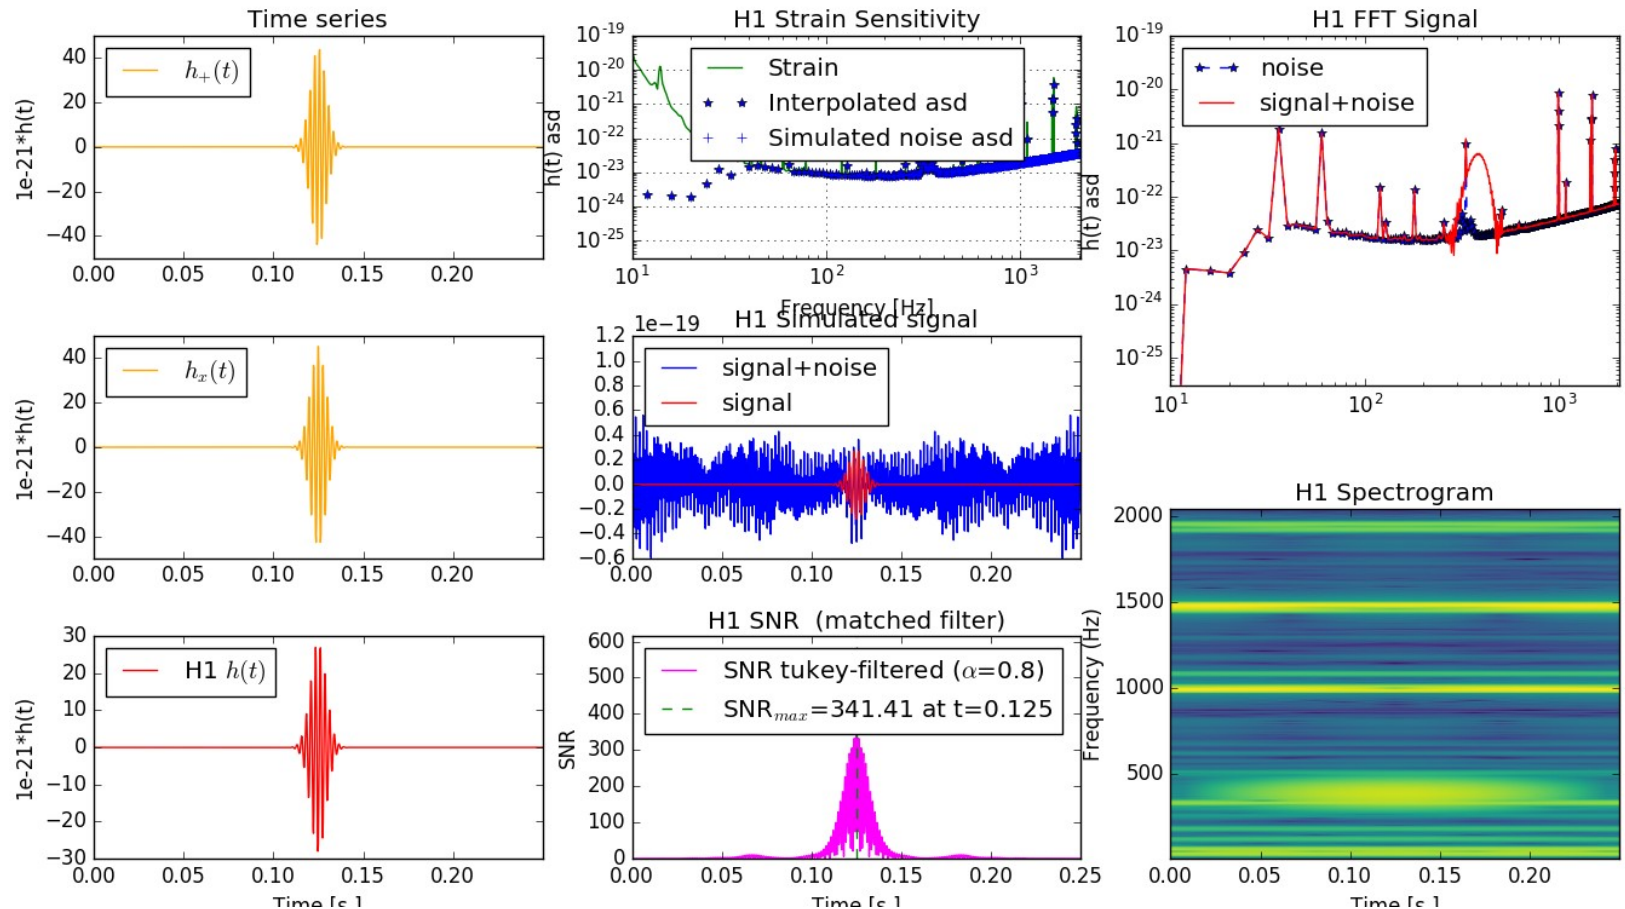 Time series
h₊(t)
1e-21*h(t)
40
20
0
−20
−40
0.00 0.05 0.10 0.15 0.20
hₓ(t)
1e-21*h(t)
40
20
0
−20
−40
0.00 0.05 0.10 0.15 0.20
H1 h(t)
1e-21*h(t)
30
20
10
0
−10
−20
−30
0.00 0.05 0.10 0.15 0.20
Time [s.]
H1 Strain Sensitivity
Strain
Interpolated asd
Simulated noise asd
h(t) asd
10⁻¹⁹
10⁻²⁰
10⁻²¹
10⁻²²
10⁻²³
10⁻²⁴
10⁻²⁵
10¹ 10² 10³
Frequency [Hz]
H1 Simulated signal
1e−19
signal+noise
signal
1.2
1.0
0.8
0.6
0.4
0.2
0.0
−0.2
−0.4
−0.6
0.00 0.05 0.10 0.15 0.20
H1 SNR (matched filter)
SNR tukey-filtered (α=0.8)
SNRₘₐₓ=341.41 at t=0.125
SNR
600
500
400
300
200
100
0
0.00 0.05 0.10 0.15 0.20 0.25
Time [s.]
H1 FFT Signal
noise
signal+noise
h(t) asd
10⁻¹⁹
10⁻²⁰
10⁻²¹
10⁻²²
10⁻²³
10⁻²⁴
10⁻²⁵
10¹ 10² 10³
H1 Spectrogram
Frequency (Hz)
2000
1500
1000
500
0.00 0.05 0.10 0.15 0.20
Time [s.]